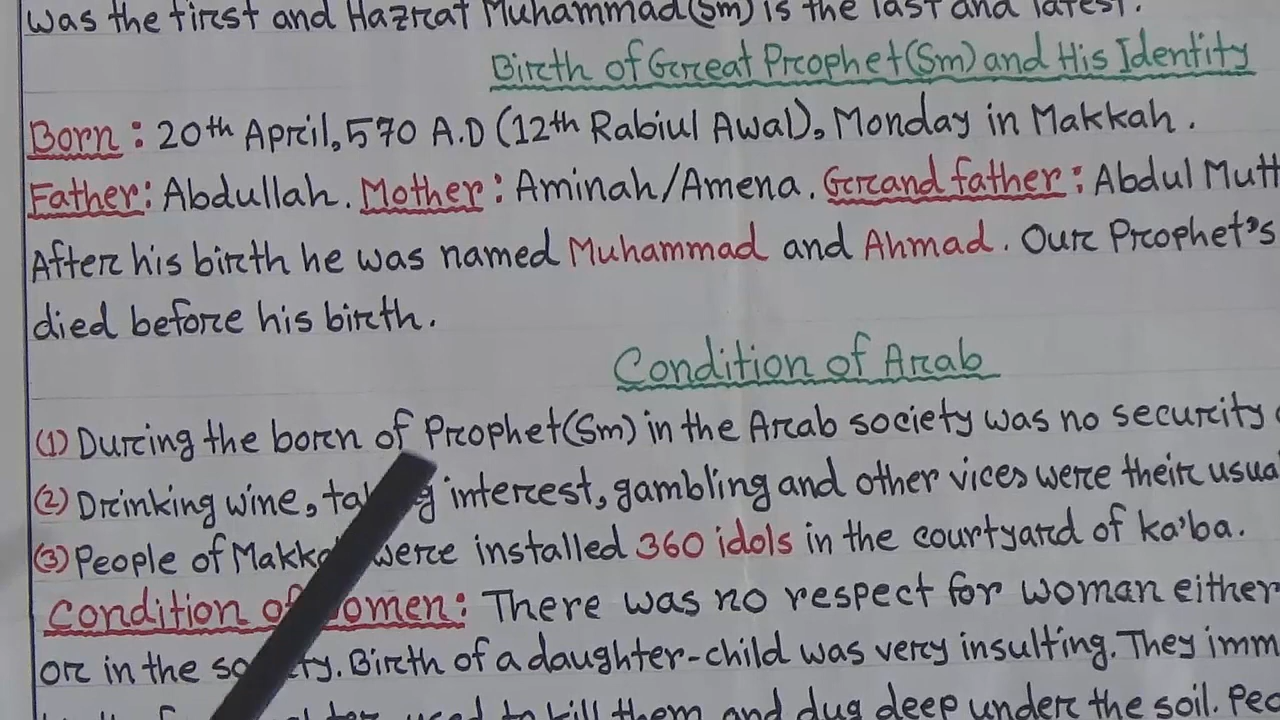 was the first and Hazrat Muhammad(Sm) is the last and latest.
Birth of Great Prophet(Sm) and His Identity
Born: 20th April, 570 A.D (12th Rabiul Awal), Monday in Makkah.
Father: Abdullah. Mother: Aminah/Amena. Grand father: Abdul Mutt
After his birth he was named Muhammad and Ahmad. Our Prophet's
died before his birth.
Condition of Arab
(1) During the born of Prophet(Sm) in the Arab society was no security
(2) Drinking wine, interest, gambling and other vices were their usua
(3) People of were installed 360 idols in the courtyard of ka'ba.
Condition of women: There was no respect for woman either
or in the Birth of a daughter-child was very insulting. They imm
used to kill them and dug deep under the soil.